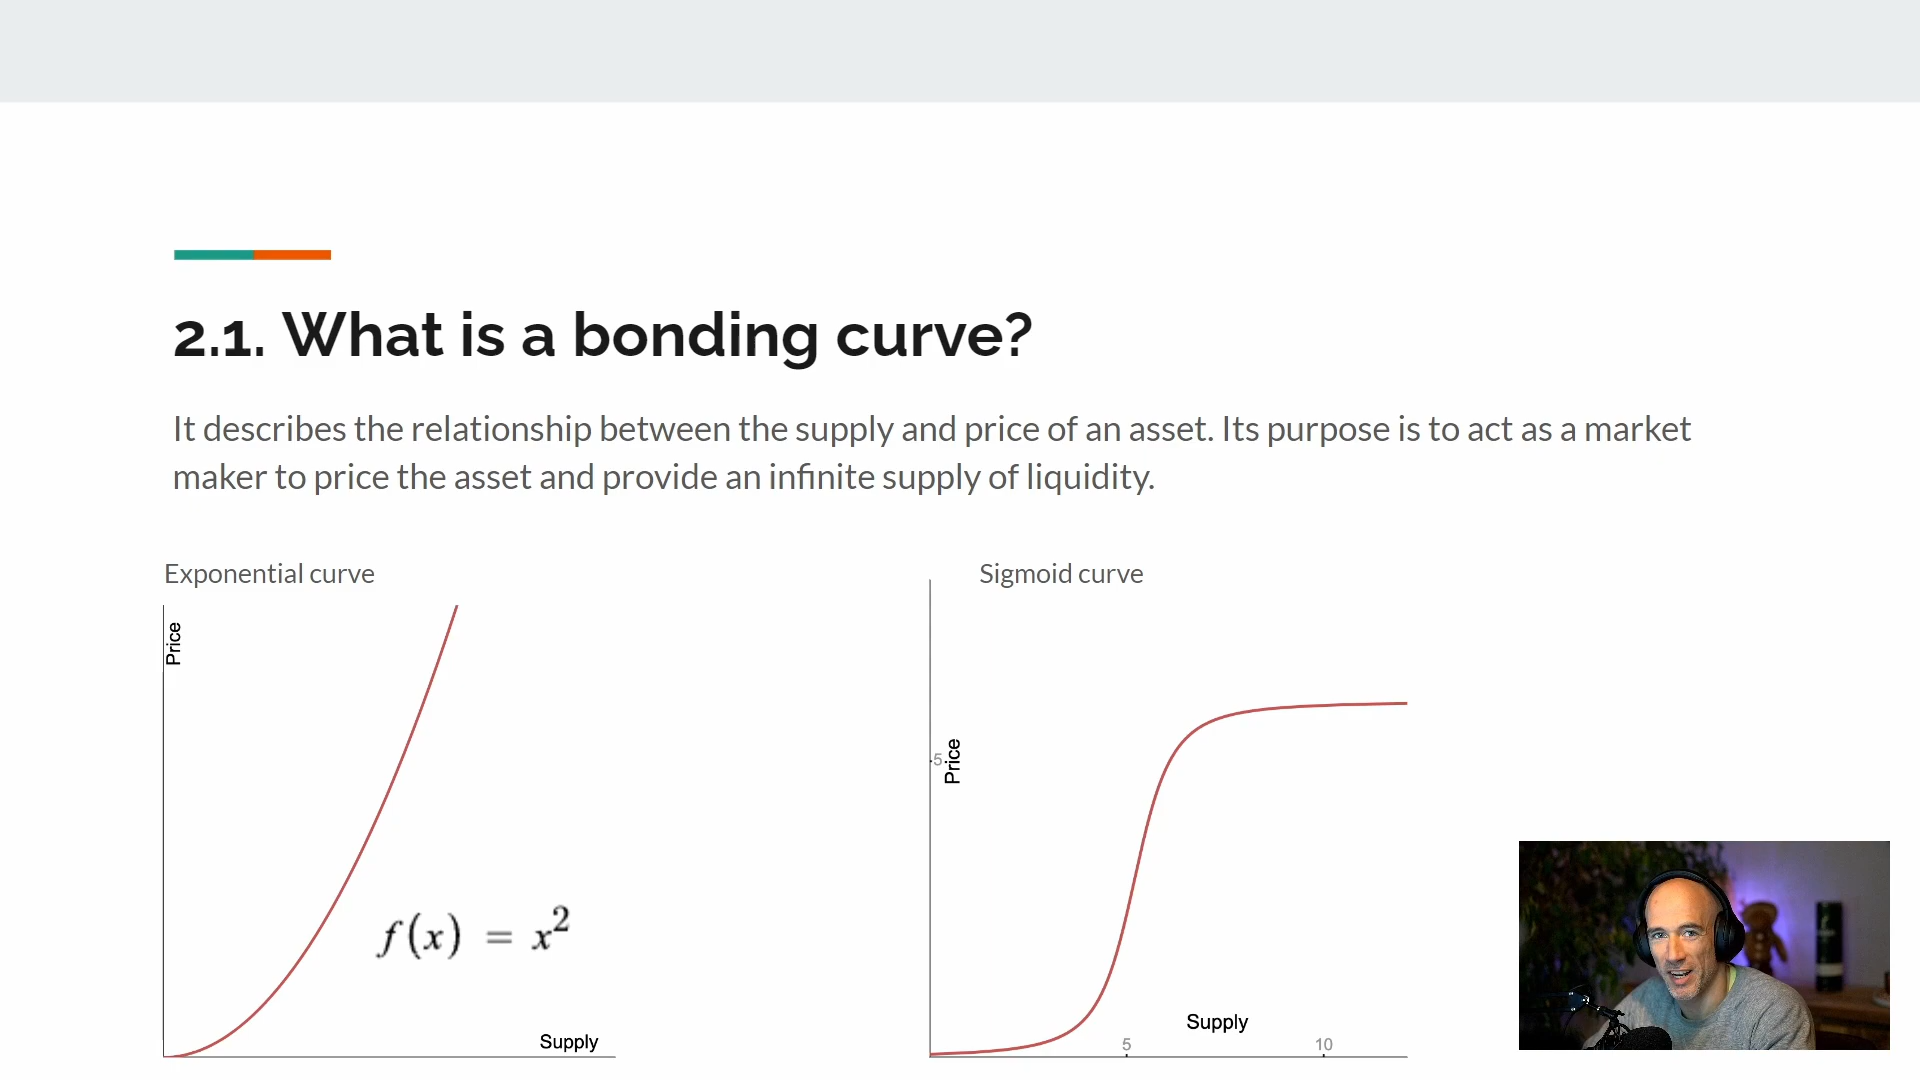 2.1. What is a bonding curve?
It describes the relationship between the supply and price of an asset. Its purpose is to act as a market
maker to price the asset and provide an infinite supply of liquidity.
Exponential curve
Price
f(x) = x²
Supply
Sigmoid curve
5
Price
Supply
5
10